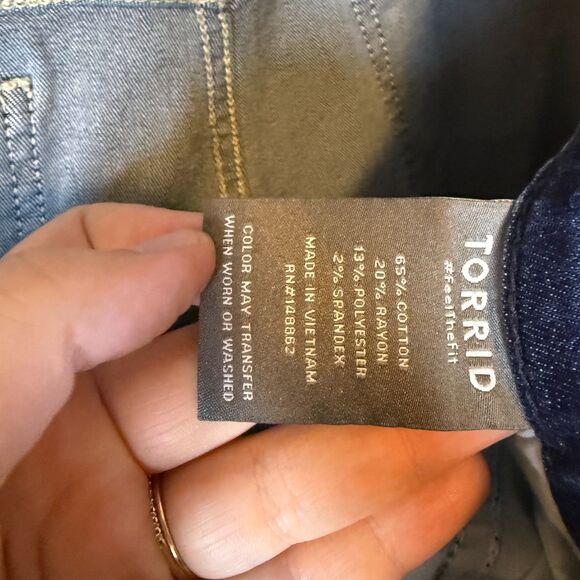 TORRID
#FeelTheFit
65% COTTON
20% RAYON
13% POLYESTER
2% SPANDEX
MADE IN VIETNAM
RN#148862
COLOR MAY TRANSFER
WHEN WORN OR WASHED